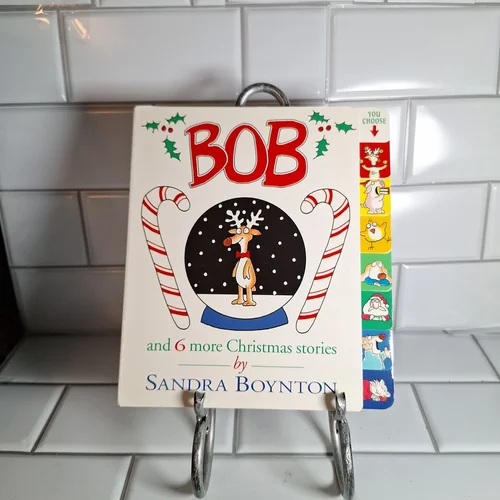 BOB
YOU
CHOOSE
and 6 more Christmas stories
by
SANDRA BOYNTON